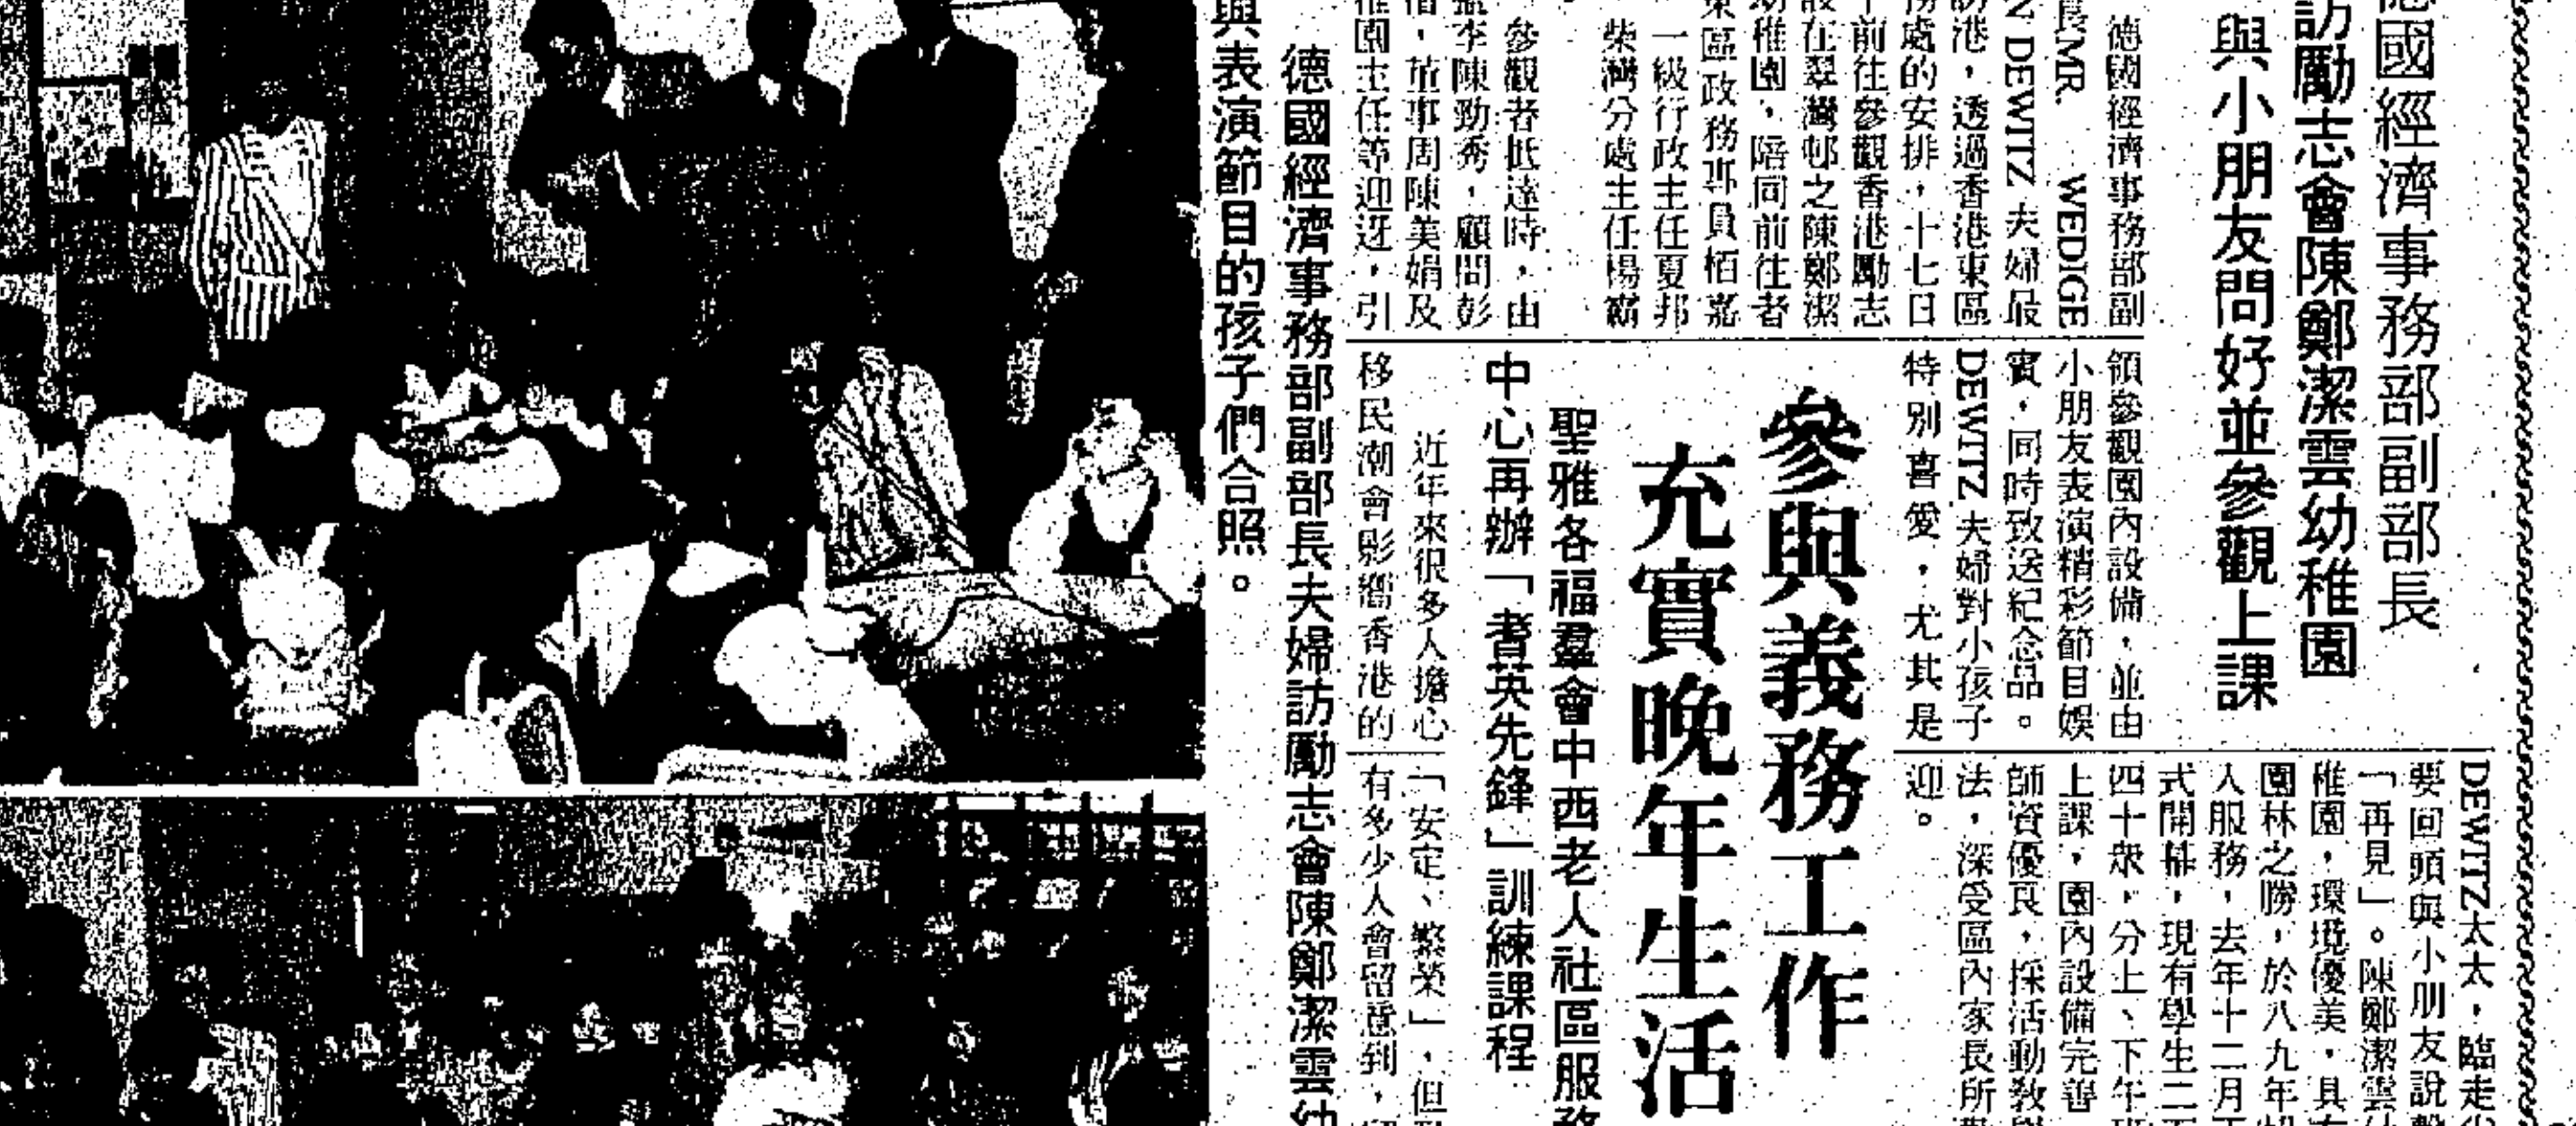 德國經濟事務部副部長
訪勵志會陳鄭潔雲幼稚園
與小朋友問好並參觀上課
德國經濟事務部副
長MR. WEDIGE
N DEWITZ 夫婦最
訪港，透過香港東區
務處的安排，十七日
午前往參觀香港勵志
設在翠灣邨之陳鄭潔
幼稚園，陪同前往者
東區政務專員栢嘉
一級行政主任夏邦
柴灣分處主任楊霱
參觀者抵達時，由
監李陳勁秀，顧問彭
，董事周陳美娟及
稚園主任等迎迓，引
領參觀園內設備，並由
小朋友表演精彩節目娛
賓，同時致送紀念品。
DEWITZ 夫婦對小孩子
特別喜愛，尤其是
DEWITZ太太，臨走
要回頭與小朋友說
「再見」。陳鄭潔雲
稚園，環境優美，具
園林之勝，於八九年
入服務，去年十二月
式開幕，現有學生二
四十衆，分上、下午
上課，園內設備完善
師資優良，採活動教
法，深受區內家長所
迎。
參與義務工作
充實晚年生活
聖雅各福羣會中西老人社區服務
中心再辦「耆英先鋒」訓練課程
近年來很多人擔心
移民潮會影響香港的
「安定、繁榮」，但
有多少人會留意到，
德國經濟事務部副部長夫婦訪勵志會陳鄭潔雲幼
與表演節目的孩子們合照。